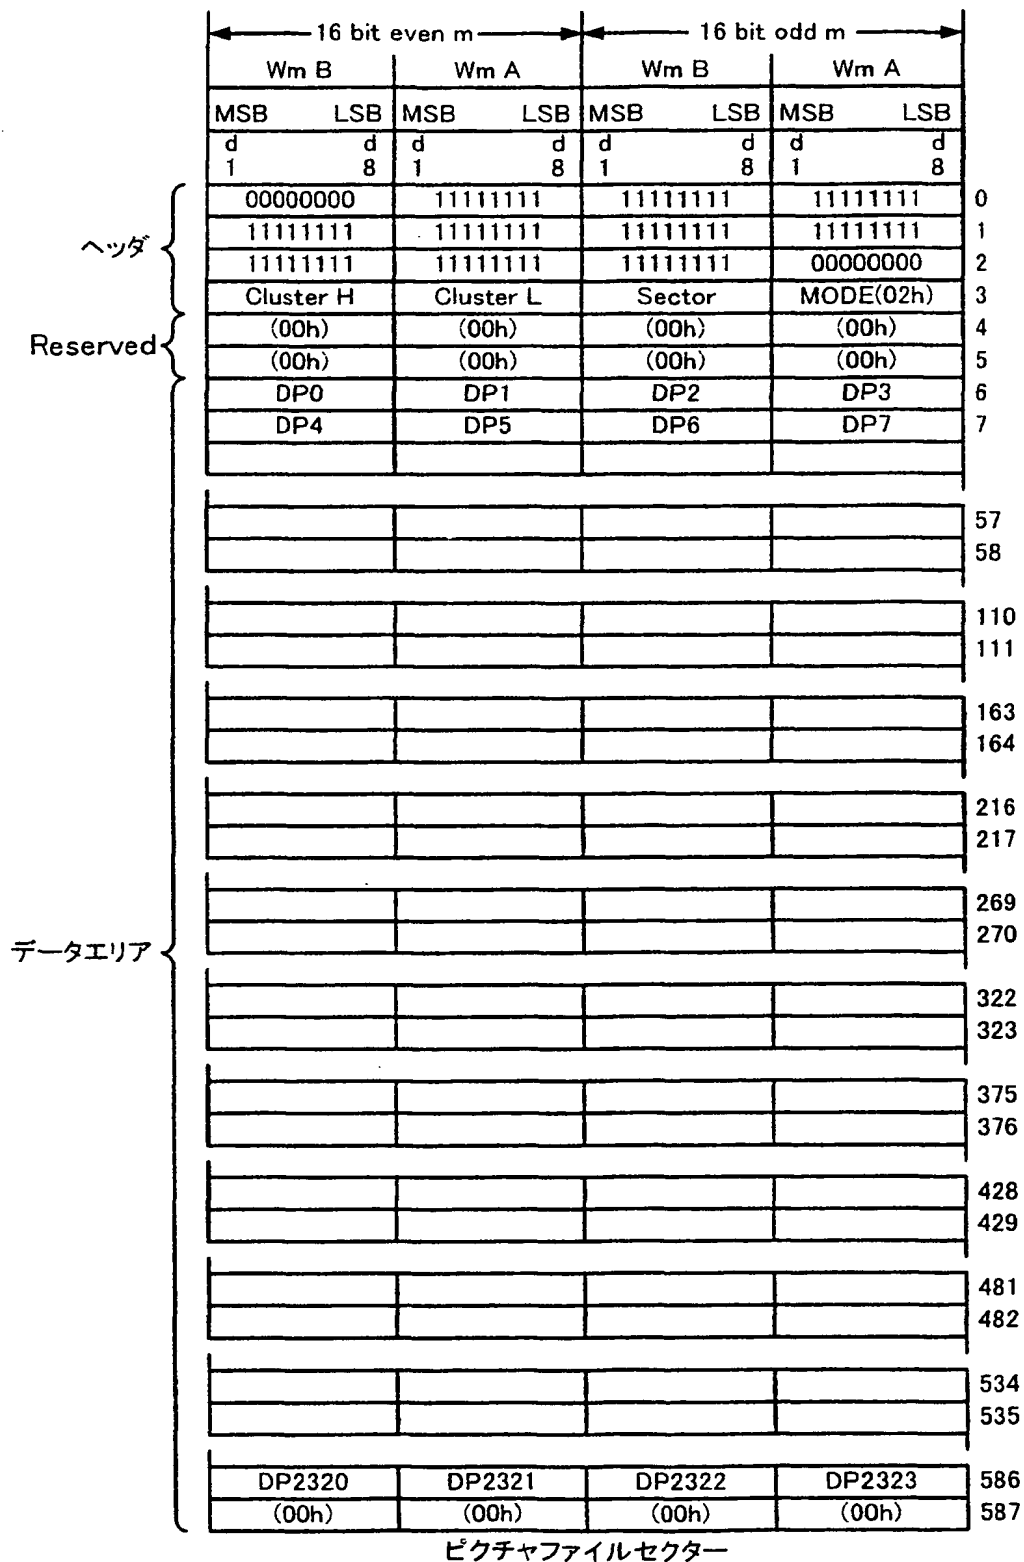 16 bit even m 16 bit odd m
Wm B Wm A Wm B Wm A
MSB LSB MSB LSB MSB LSB MSB LSB
d d d d d d d d
1 8 1 8 1 8 1 8
00000000 11111111 11111111 11111111 0
11111111 11111111 11111111 11111111 1
ヘッダ
11111111 11111111 11111111 00000000 2
Cluster H Cluster L Sector MODE(02h) 3
(00h) (00h) (00h) (00h) 4
Reserved
(00h) (00h) (00h) (00h) 5
DP0 DP1 DP2 DP3 6
DP4 DP5 DP6 DP7 7
57
58
110
111
163
164
216
217
269
270
データエリア
322
323
375
376
428
429
481
482
534
535
DP2320 DP2321 DP2322 DP2323 586
(00h) (00h) (00h) (00h) 587
ピクチャファイルセクター